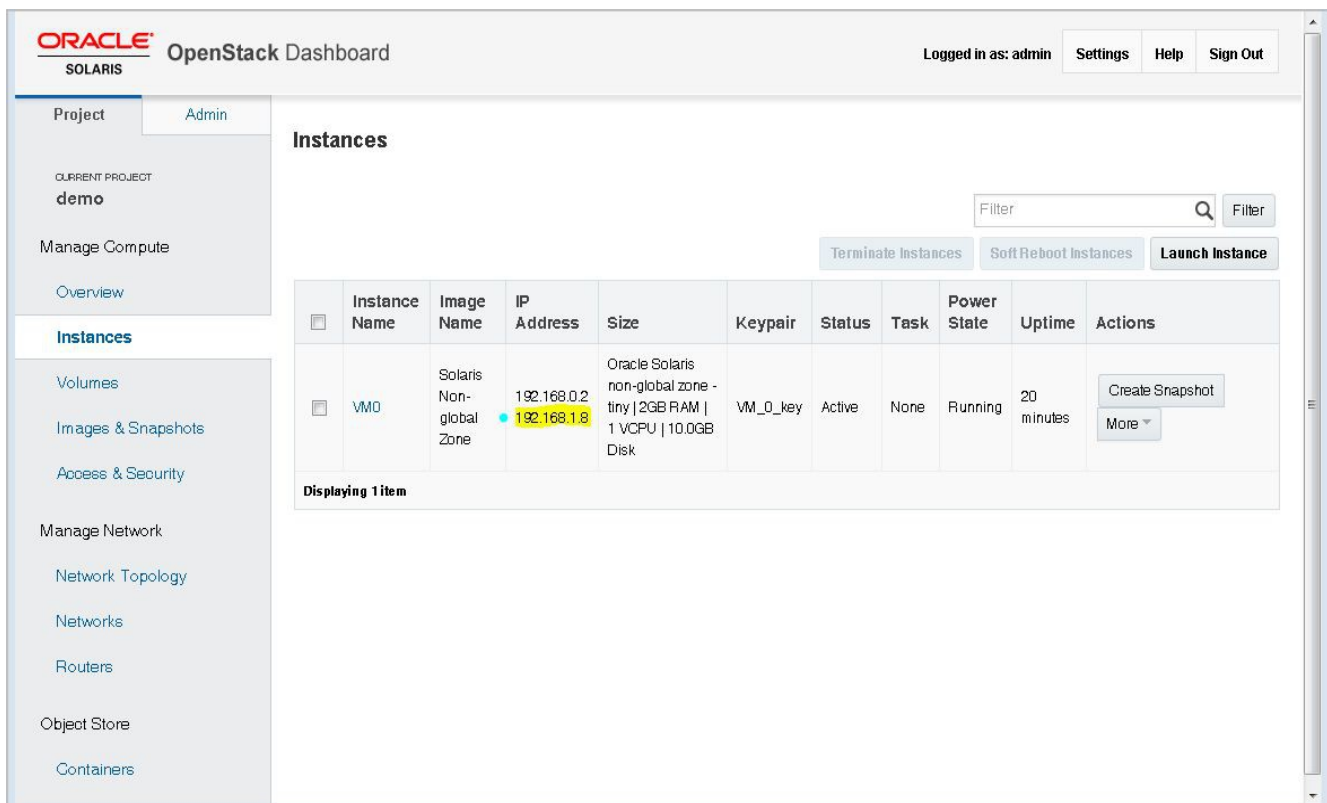 ORACLE
SOLARIS
OpenStack Dashboard
Logged in as: admin
Settings
Help
Sign Out
Project
Admin
CURRENT PROJECT
demo
Manage Compute
Overview
Instances
Volumes
Images & Snapshots
Access & Security
Manage Network
Network Topology
Networks
Routers
Object Store
Containers
Instances
Filter
Filter
Terminate Instances
Soft Reboot Instances
Launch Instance
Instance
Name
Image
Name
IP
Address
Size
Keypair
Status
Task
Power
State
Uptime
Actions
VM0
Solaris
Non-
global
Zone
192.168.0.2
192.168.1.8
Oracle Solaris
non-global zone -
tiny | 2GB RAM |
1 VCPU | 10.0GB
Disk
VM_0_key
Active
None
Running
20
minutes
Create Snapshot
More
Displaying 1 item